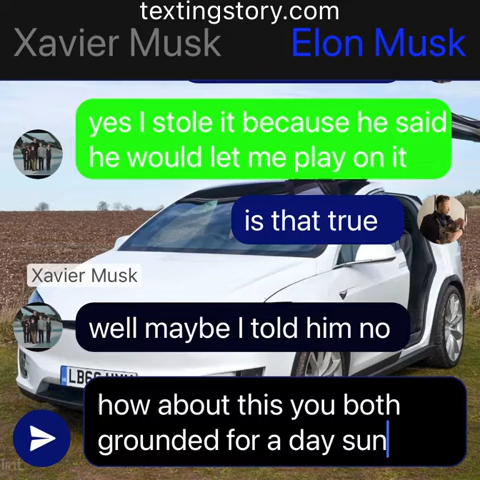 textingstory.com
Xavier Musk Elon Musk
yes I stole it because he said
he would let me play on it
is that true
Xavier Musk
well maybe I told him no
how about this you both
grounded for a day sun